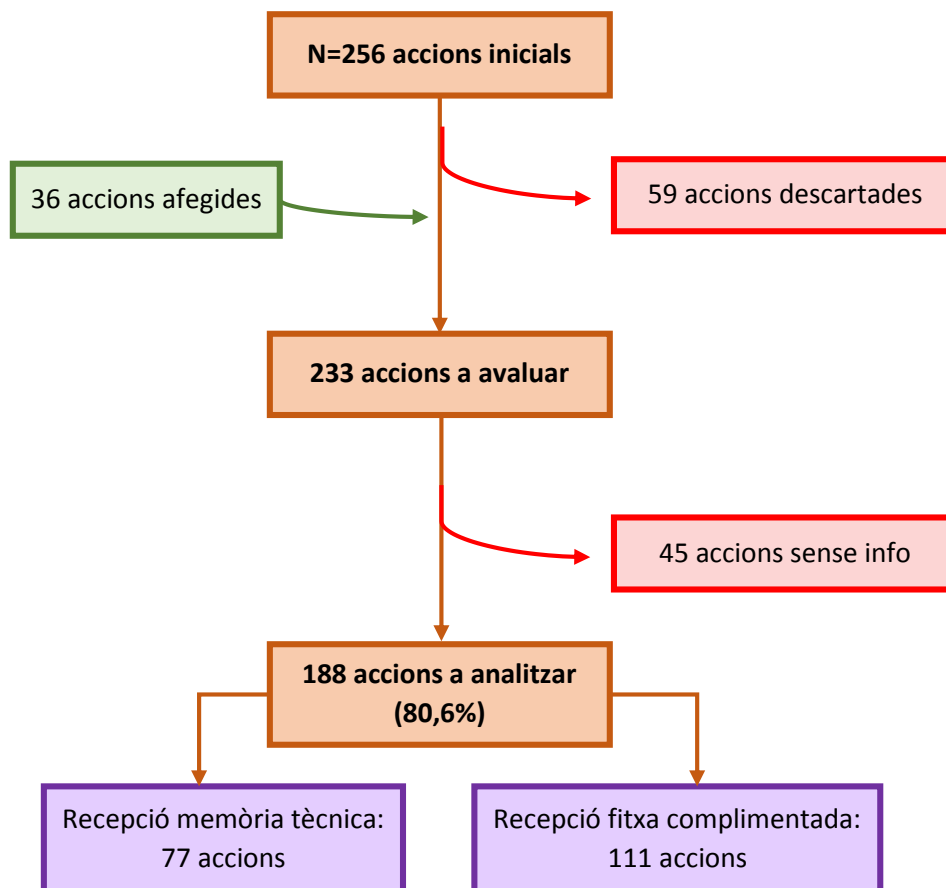 N=256 accions inicials
36 accions afegides
59 accions descartades
233 accions a avaluar
45 accions sense info
188 accions a analitzar
(80,6%)
Recepció memòria tècnica:
77 accions
Recepció fitxa complimentada:
111 accions